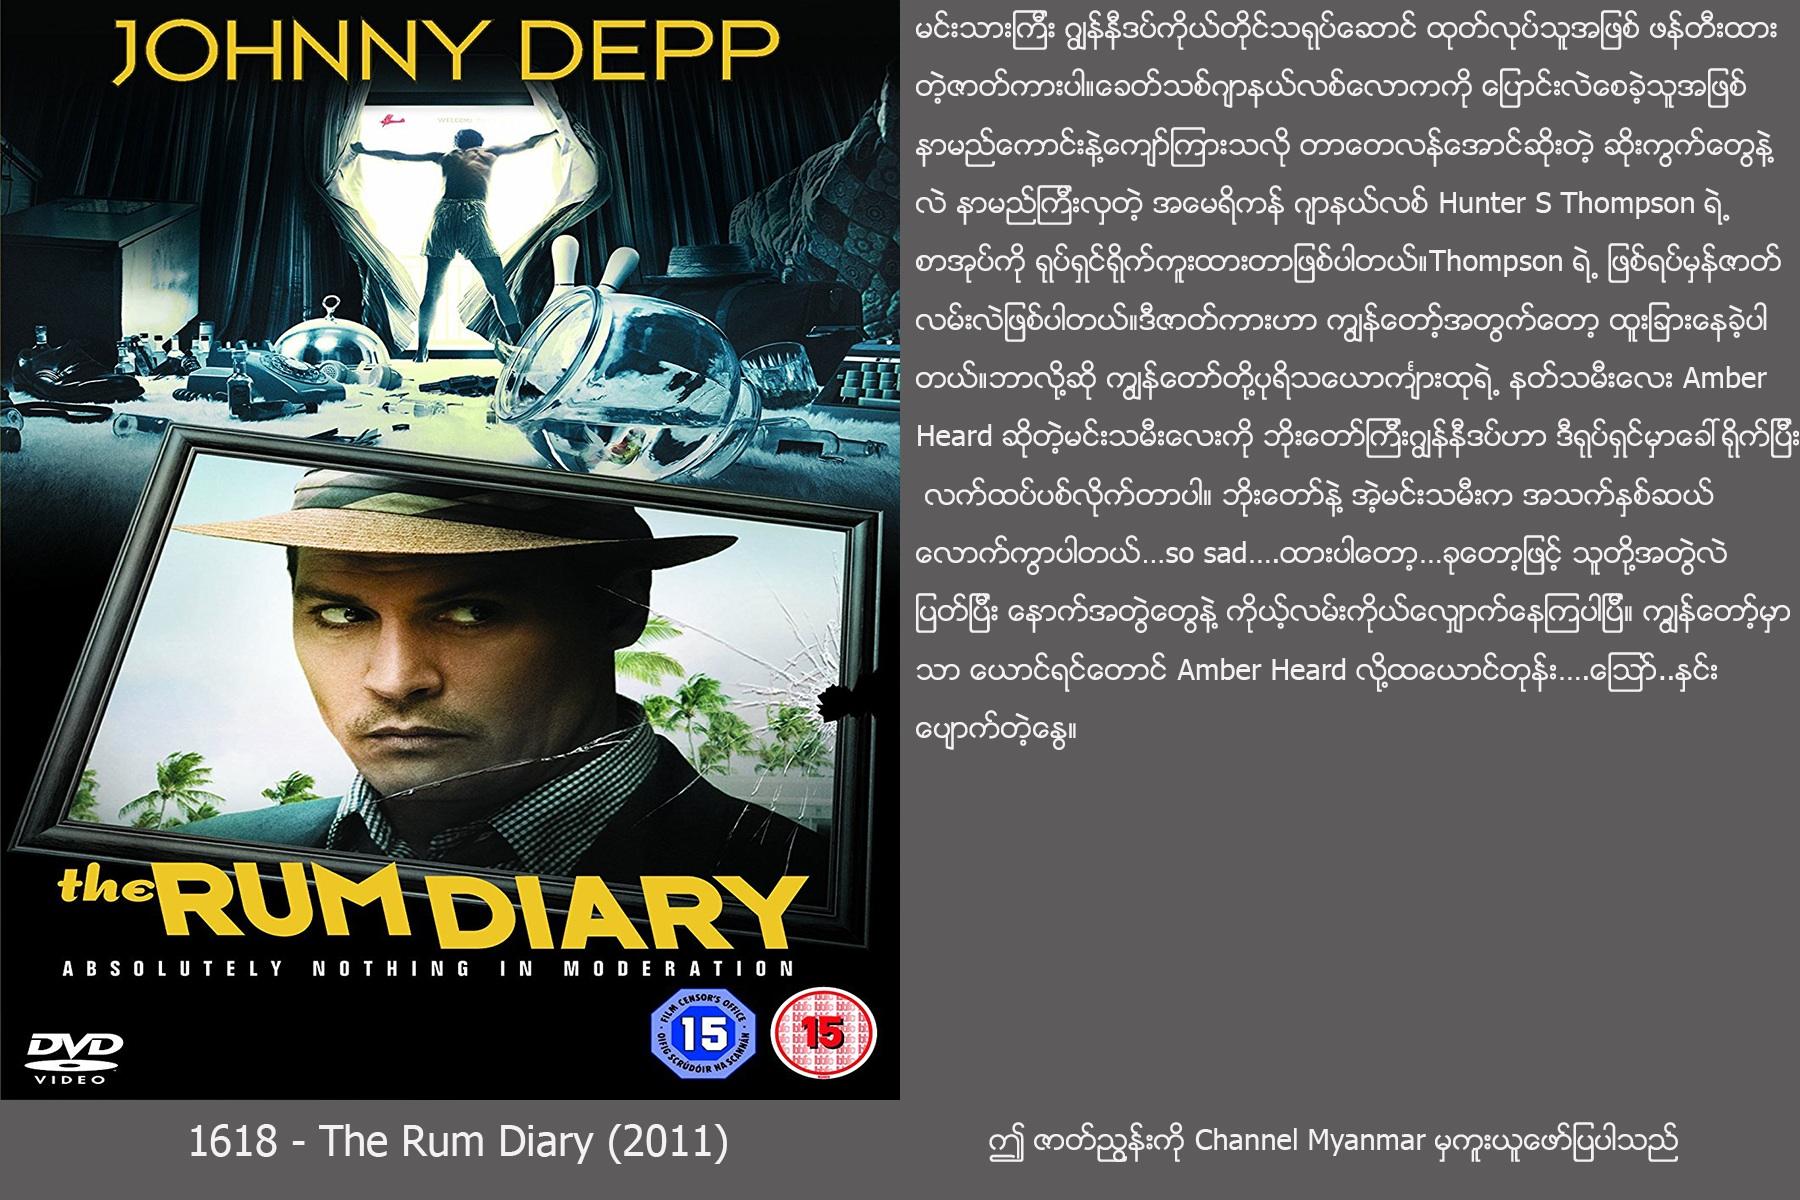 JOHNNY DEPP
WELCOME
the RUM DIARY
ABSOLUTELY NOTHING IN MODERATION
DVD
VIDEO
FILM CENSOR'S OFFICE
15
OIFIG SCRÚDÓIR NA SCANNÁN
15
1618 - The Rum Diary (2011)
မင်းသားကြီး ဂျွန်နီဒပ်ကိုယ်တိုင်သရုပ်ဆောင် ထုတ်လုပ်သူအဖြစ် ဖန်တီးထား
တဲ့ဇာတ်ကားပါ။ခေတ်သစ်ဂျာနယ်လစ်လောကကို ပြောင်းလဲစေခဲ့သူအဖြစ်
နာမည်ကောင်းနဲ့ကျော်ကြားသလို တာတေလန်အောင်ဆိုးတဲ့ ဆိုးကွက်တွေနဲ့
လဲ နာမည်ကြီးလှတဲ့ အမေရိကန် ဂျာနယ်လစ် Hunter S Thompson ရဲ့
စာအုပ်ကို ရုပ်ရှင်ရိုက်ကူးထားတာဖြစ်ပါတယ်။Thompson ရဲ့ ဖြစ်ရပ်မှန်ဇာတ်
လမ်းလဲဖြစ်ပါတယ်။ဒီဇာတ်ကားဟာ ကျွန်တော့်အတွက်တော့ ထူးခြားနေခဲ့ပါ
တယ်။ဘာလို့ဆို ကျွန်တော်တို့ပုရိသယောင်္ကျားထုရဲ့ နတ်သမီးလေး Amber
Heard ဆိုတဲ့မင်းသမီးလေးကို ဘိုးတော်ကြီးဂျွန်နီဒပ်ဟာ ဒီရုပ်ရှင်မှာခေါ်ရိုက်ပြီး
လက်ထပ်ပစ်လိုက်တာပါ။ ဘိုးတော်နဲ့ အဲ့မင်းသမီးက အသက်နှစ်ဆယ်
လောက်ကွာပါတယ်...so sad....ထားပါတော့...ခုတော့ဖြင့် သူတို့အတွဲလဲ
ပြတ်ပြီး နောက်အတွဲတွေနဲ့ ကိုယ့်လမ်းကိုယ်လျှောက်နေကြပါပြီ။ ကျွန်တော့်မှာ
သာ ယောင်ရင်တောင် Amber Heard လို့ထယောင်တုန်း....ဪ..နှင်း
ပျောက်တဲ့နွေ။
ဤ ဇာတ်ညွှန်းကို Channel Myanmar မှကူးယူဖော်ပြပါသည်